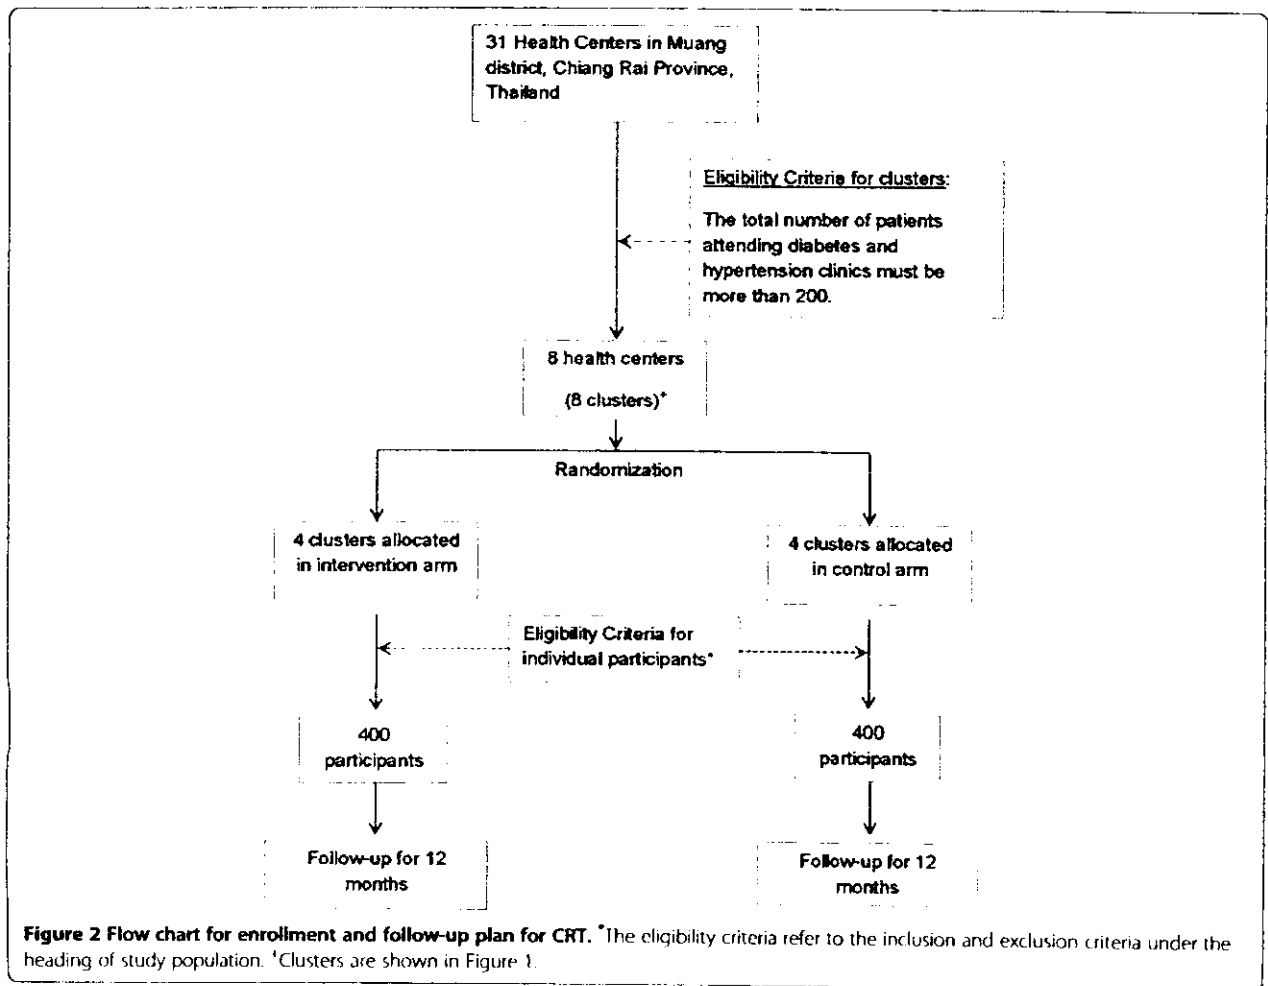 31 Health Centers in Muang
district, Chiang Rai Province,
Thailand
Eligibility Criteria for clusters:
The total number of patients
attending diabetes and
hypertension clinics must be
more than 200.
8 health centers
(8 clusters)⁺
Randomization
4 clusters allocated
in intervention arm
4 clusters allocated
in control arm
Eligibility Criteria for
individual participants*
400
participants
400
participants
Follow-up for 12
months
Follow-up for 12
months
Figure 2 Flow chart for enrollment and follow-up plan for CRT. *The eligibility criteria refer to the inclusion and exclusion criteria under the
heading of study population. ⁺Clusters are shown in Figure 1.